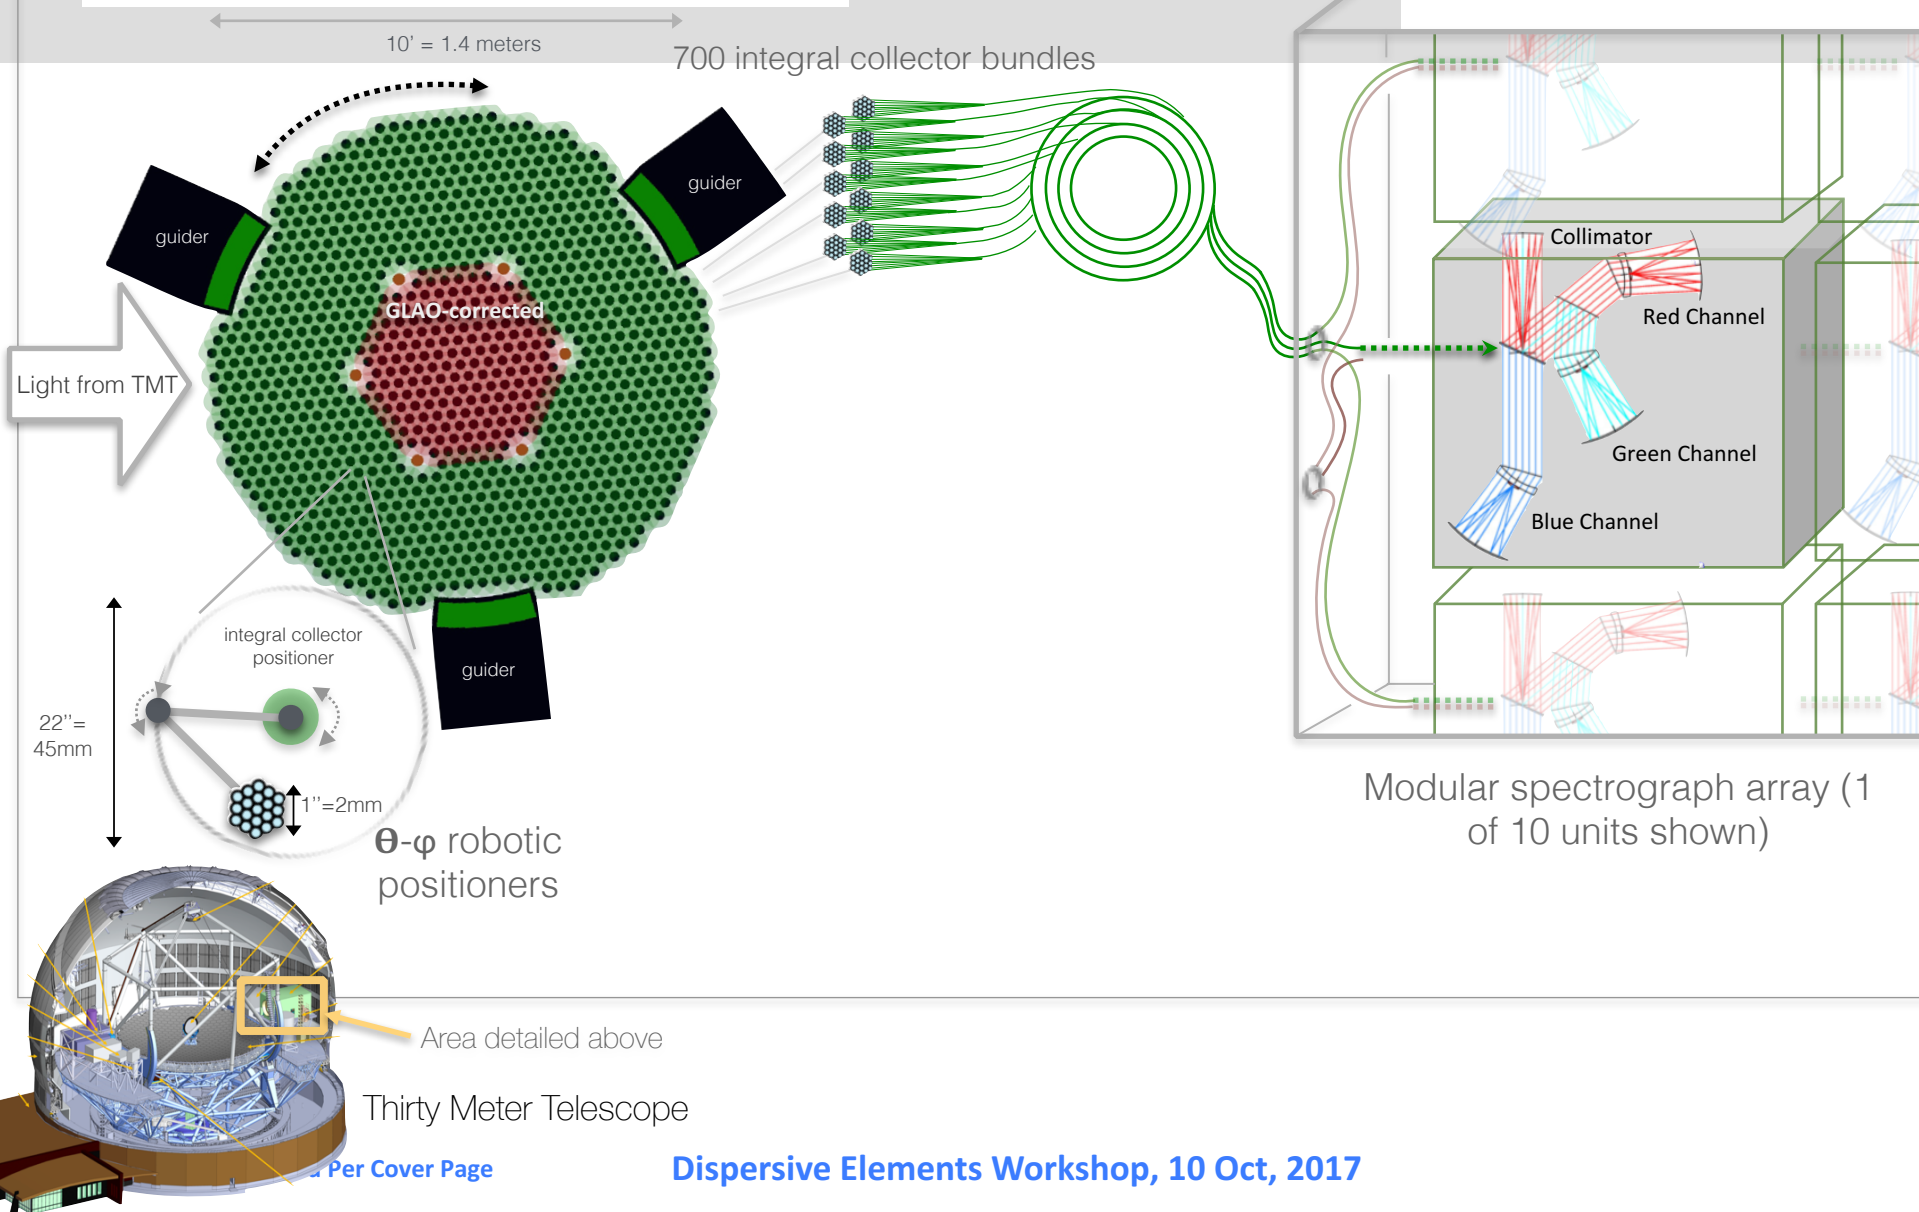 10' = 1.4 meters
700 integral collector bundles
guider
guider
GLAO-corrected
Light from TMT
guider
Collimator
Red Channel
Green Channel
Blue Channel
integral collector
positioner
22''=
45mm
1''=2mm
θ-φ robotic
positioners
Modular spectrograph array (1
of 10 units shown)
Area detailed above
Thirty Meter Telescope
Per Cover Page
Dispersive Elements Workshop, 10 Oct, 2017